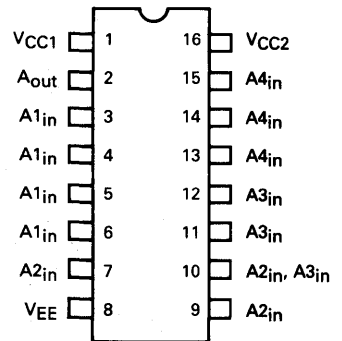 VCC1 1 16 VCC2
Aout 2 15 A4in
A1in 3 14 A4in
A1in 4 13 A4in
A1in 5 12 A3in
A1in 6 11 A3in
A2in 7 10 A2in, A3in
VEE 8 9 A2in